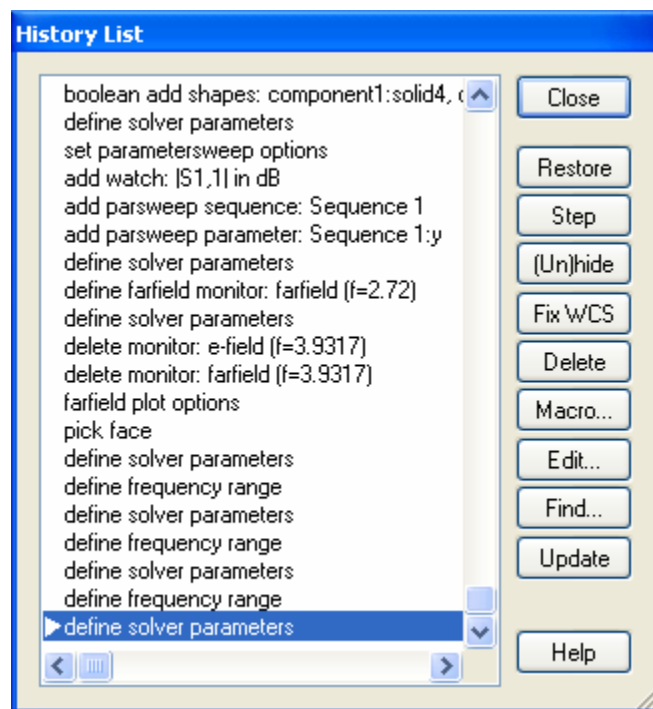 History List
boolean add shapes: component1:solid4, c
define solver parameters
set parametersweep options
add watch: |S1,1| in dB
add parsweep sequence: Sequence 1
add parsweep parameter: Sequence 1:y
define solver parameters
define farfield monitor: farfield (f=2.72)
define solver parameters
delete monitor: e-field (f=3.9317)
delete monitor: farfield (f=3.9317)
farfield plot options
pick face
define solver parameters
define frequency range
define solver parameters
define frequency range
define solver parameters
define frequency range
define solver parameters
Close
Restore
Step
(Un)hide
Fix WCS
Delete
Macro...
Edit...
Find...
Update
Help